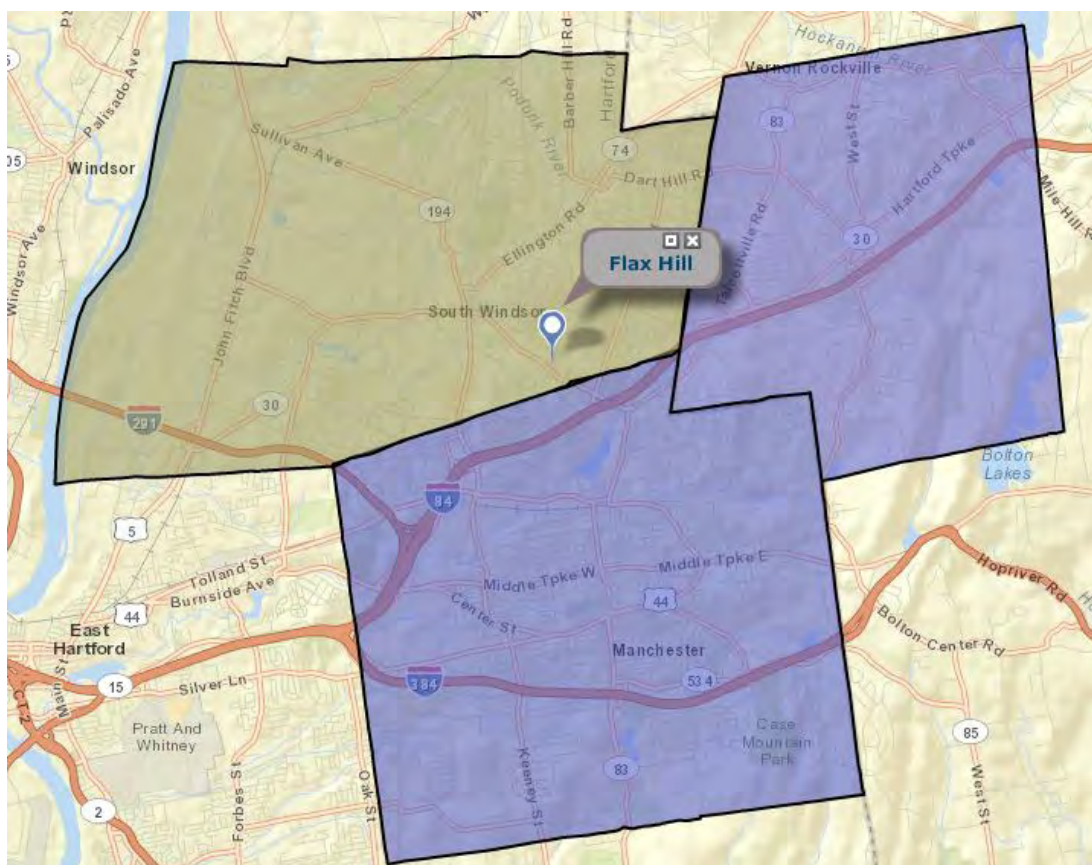 Hockanum River
Vernon Rockville
Barber Hill Rd
Hartford
Palisado Ave
Podunk River
83
West St
Sullivan Ave
74
Windsor
Dart Hill R
Hartford Tpke
Mile Hill R
194
Windsor Ave
Ellington Rd
30
Flax Hill
South Windsor
John Fitch Blvd
30
291
Bolton
Lakes
84
5
Tolland St
Burnside Ave
44
Middle Tpke W
Middle Tpke E
Hopriver Rd
Center St
44
East
Hartford
Manchester
Bolton Center Rd
15
Silver Ln
384
534
Main St
CT 2
Pratt And
Whitney
Case
Mountain
Park
85
83
Keeney St
Oak St
Forbes St
West St
2